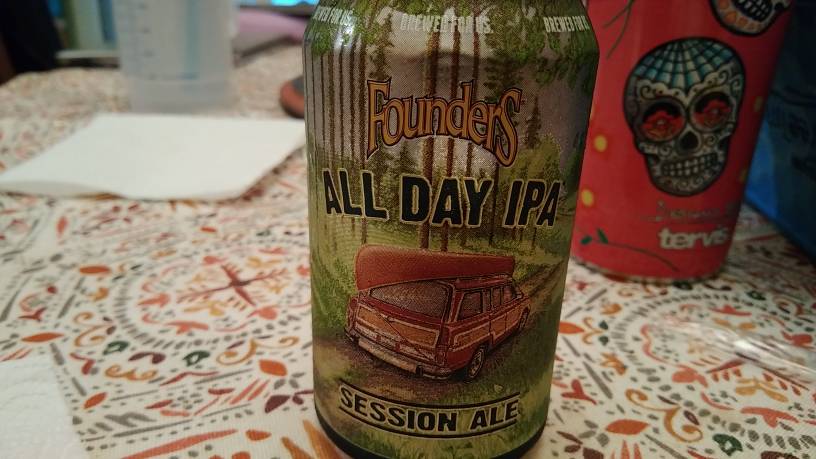 BREWED FOR US.
Founders
ALL DAY IPA
SESSION ALE
tervis